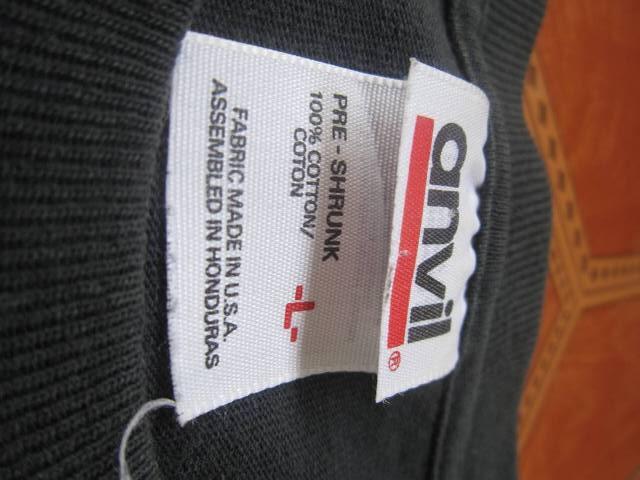 anvil®
PRE-SHRUNK
100% COTTON/
COTON
-L-
FABRIC MADE IN U.S.A.
ASSEMBLED IN HONDURAS